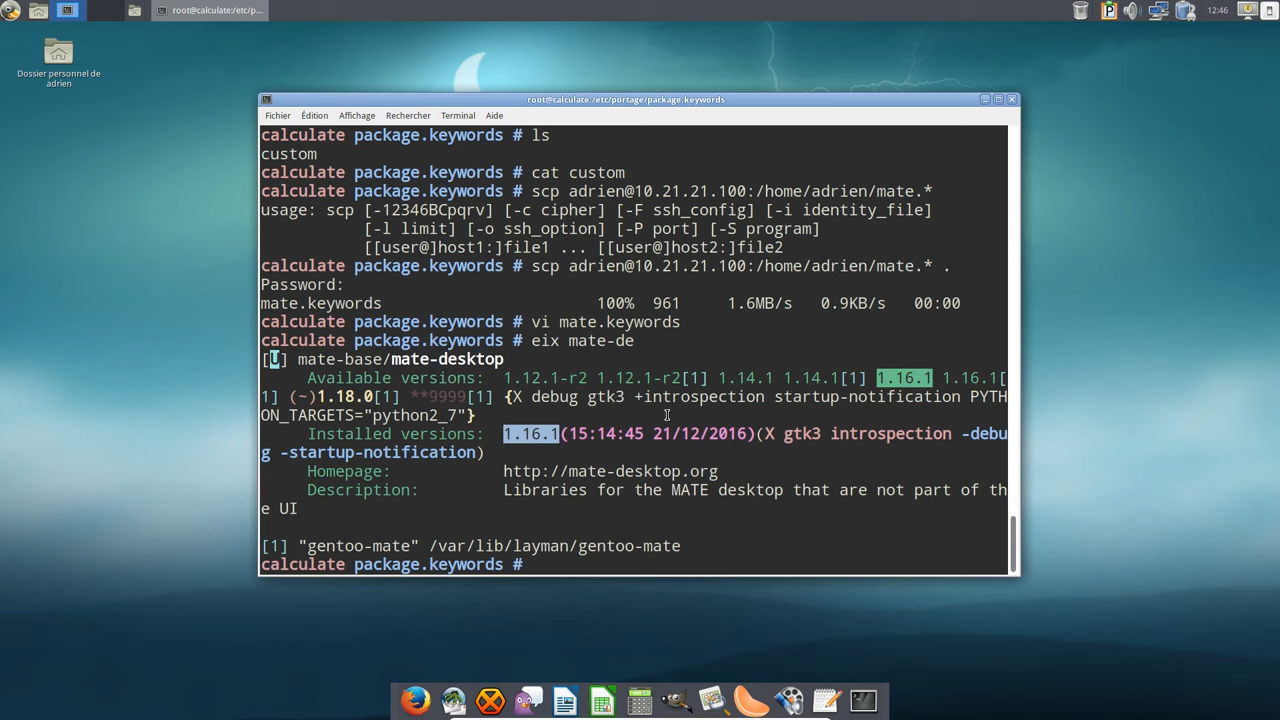 root@calculate:/etc/p...
12:46
Dossier personnel de
adrien
root@calculate:/etc/portage/package.keywords
Fichier Édition Affichage Rechercher Terminal Aide
calculate package.keywords # ls
custom
calculate package.keywords # cat custom
calculate package.keywords # scp adrien@10.21.21.100:/home/adrien/mate.*
usage: scp [-12346BCpqrv] [-c cipher] [-F ssh_config] [-i identity_file]
[-l limit] [-o ssh_option] [-P port] [-S program]
[[user@]host1:]file1 ... [[user@]host2:]file2
calculate package.keywords # scp adrien@10.21.21.100:/home/adrien/mate.* .
Password:
mate.keywords 100% 961 1.6MB/s 0.9KB/s 00:00
calculate package.keywords # vi mate.keywords
calculate package.keywords # eix mate-de
[U] mate-base/mate-desktop
Available versions: 1.12.1-r2 1.12.1-r2[1] 1.14.1 1.14.1[1] 1.16.1 1.16.1[
1] (~)1.18.0[1] **9999[1] {X debug gtk3 +introspection startup-notification PYTH
ON_TARGETS="python2_7"}
Installed versions: 1.16.1(15:14:45 21/12/2016)(X gtk3 introspection -debu
g -startup-notification)
Homepage: http://mate-desktop.org
Description: Libraries for the MATE desktop that are not part of th
e UI
[1] "gentoo-mate" /var/lib/layman/gentoo-mate
calculate package.keywords #